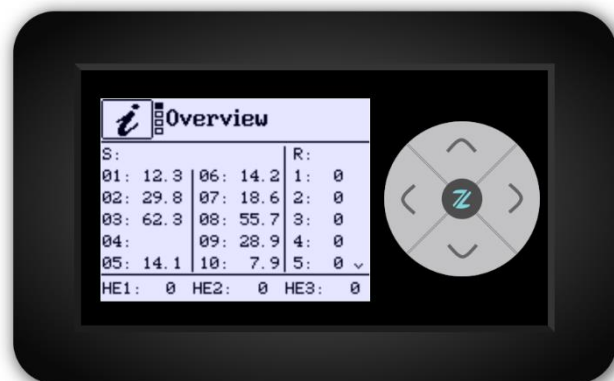 i Overview
S: R:
01: 12.3 06: 14.2 1: 0
02: 29.8 07: 18.6 2: 0
03: 62.3 08: 55.7 3: 0
04: 09: 28.9 4: 0
05: 14.1 10: 7.9 5: 0
HE1: 0 HE2: 0 HE3: 0